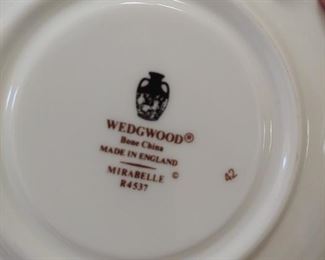 WEDGWOOD®
Bone China
MADE IN ENGLAND
MIRABELLE ©
R4537
42